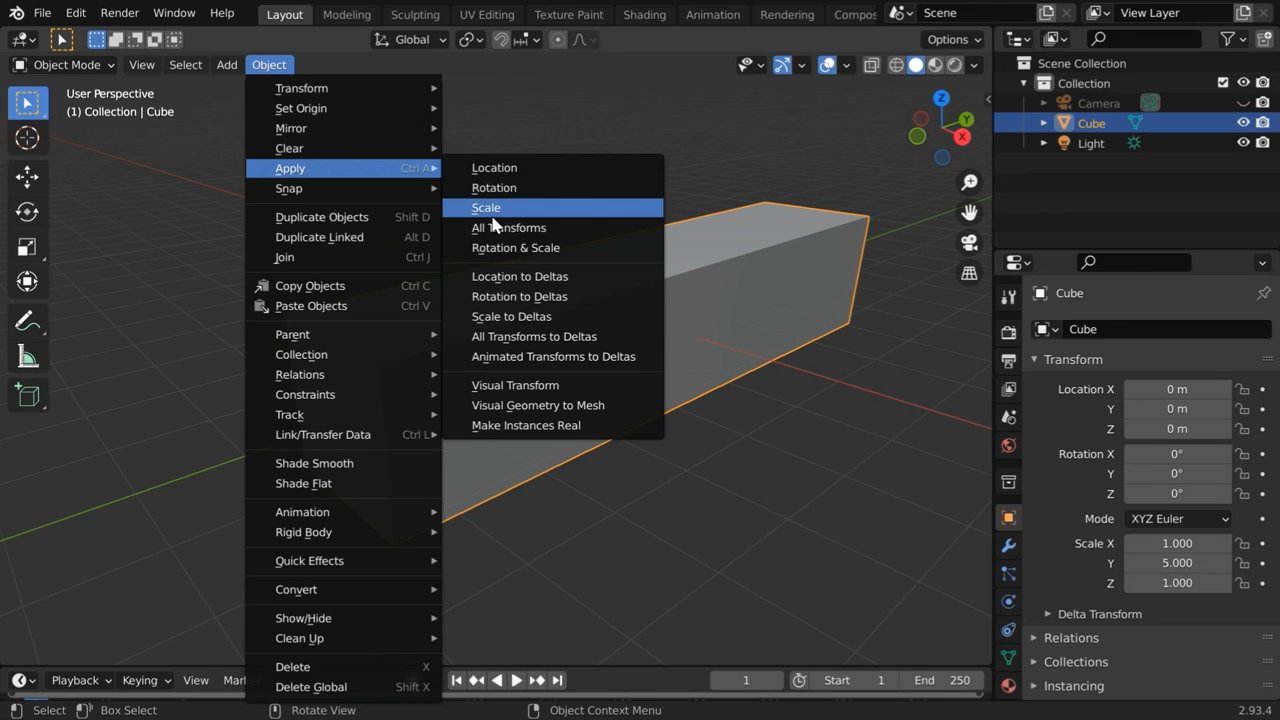 File Edit Render Window Help Layout Modeling Sculpting UV Editing Texture Paint Shading Animation Rendering Compos Scene View Layer
Global Options
Object Mode View Select Add Object
User Perspective
(1) Collection | Cube
Transform
Set Origin
Mirror
Clear
Apply Ctrl A
Snap
Duplicate Objects Shift D
Duplicate Linked Alt D
Join Ctrl J
Copy Objects Ctrl C
Paste Objects Ctrl V
Parent
Collection
Relations
Constraints
Track
Link/Transfer Data Ctrl L
Shade Smooth
Shade Flat
Animation
Rigid Body
Quick Effects
Convert
Show/Hide
Clean Up
Delete X
Delete Global Shift X
Location
Rotation
Scale
All Transforms
Rotation & Scale
Location to Deltas
Rotation to Deltas
Scale to Deltas
All Transforms to Deltas
Animated Transforms to Deltas
Visual Transform
Visual Geometry to Mesh
Make Instances Real
Z
Y
X
Scene Collection
Collection
Camera
Cube
Light
Cube
Cube
Transform
Location X 0 m
Y 0 m
Z 0 m
Rotation X 0°
Y 0°
Z 0°
Mode XYZ Euler
Scale X 1.000
Y 5.000
Z 1.000
Delta Transform
Relations
Collections
Instancing
Playback Keying View Mark 1 Start 1 End 250
Select Box Select Rotate View Object Context Menu 2.93.4